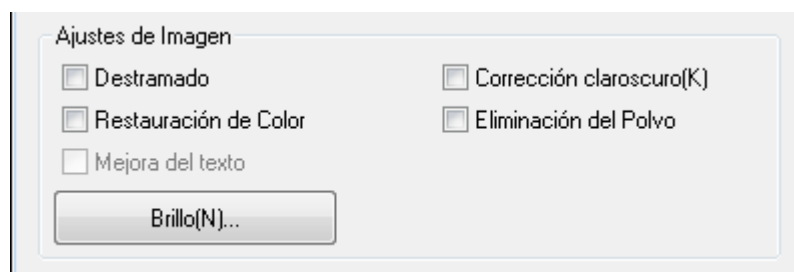 Ajustes de Imagen
Destramado
Corrección claroscuro(K)
Restauración de Color
Eliminación del Polvo
Mejora del texto
Brillo(N)...